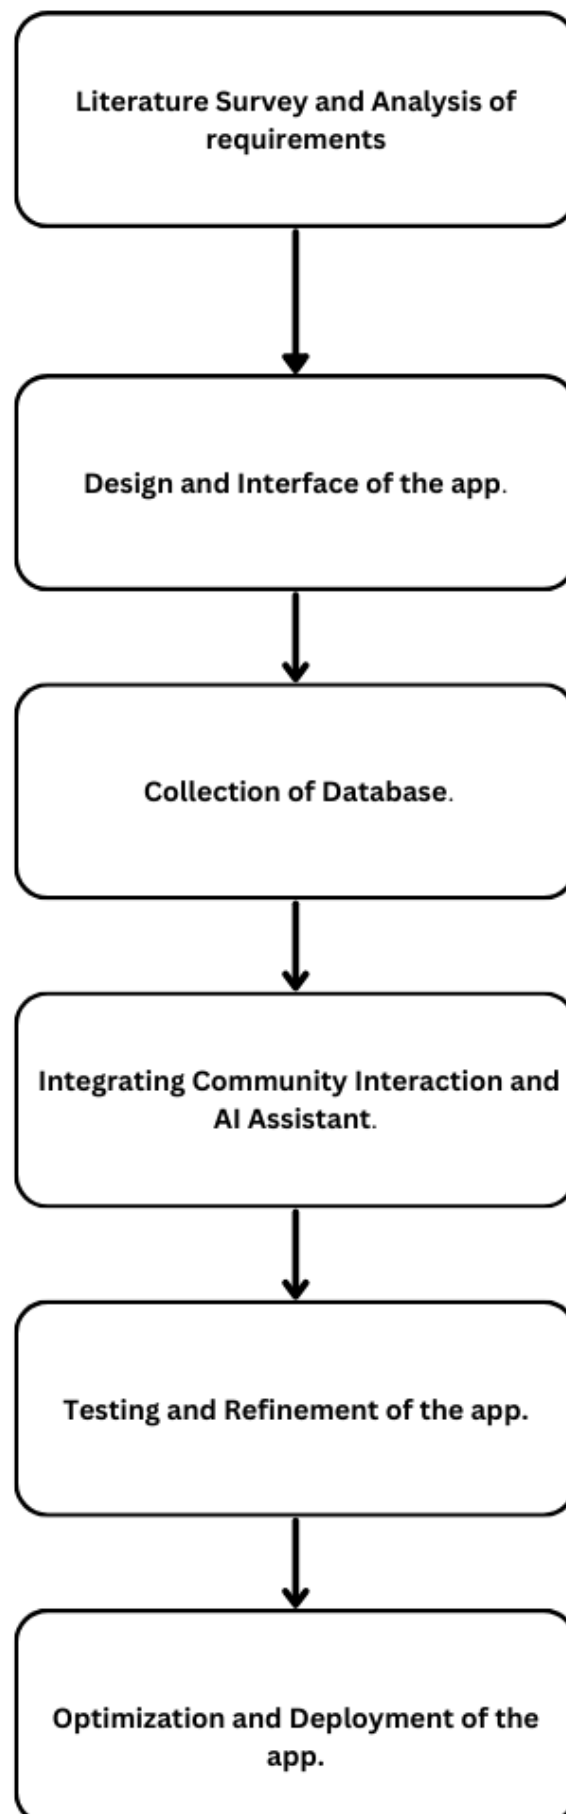 Literature Survey and Analysis of
requirements
Design and Interface of the app.
Collection of Database.
Integrating Community Interaction and
AI Assistant.
Testing and Refinement of the app.
Optimization and Deployment of the
app.